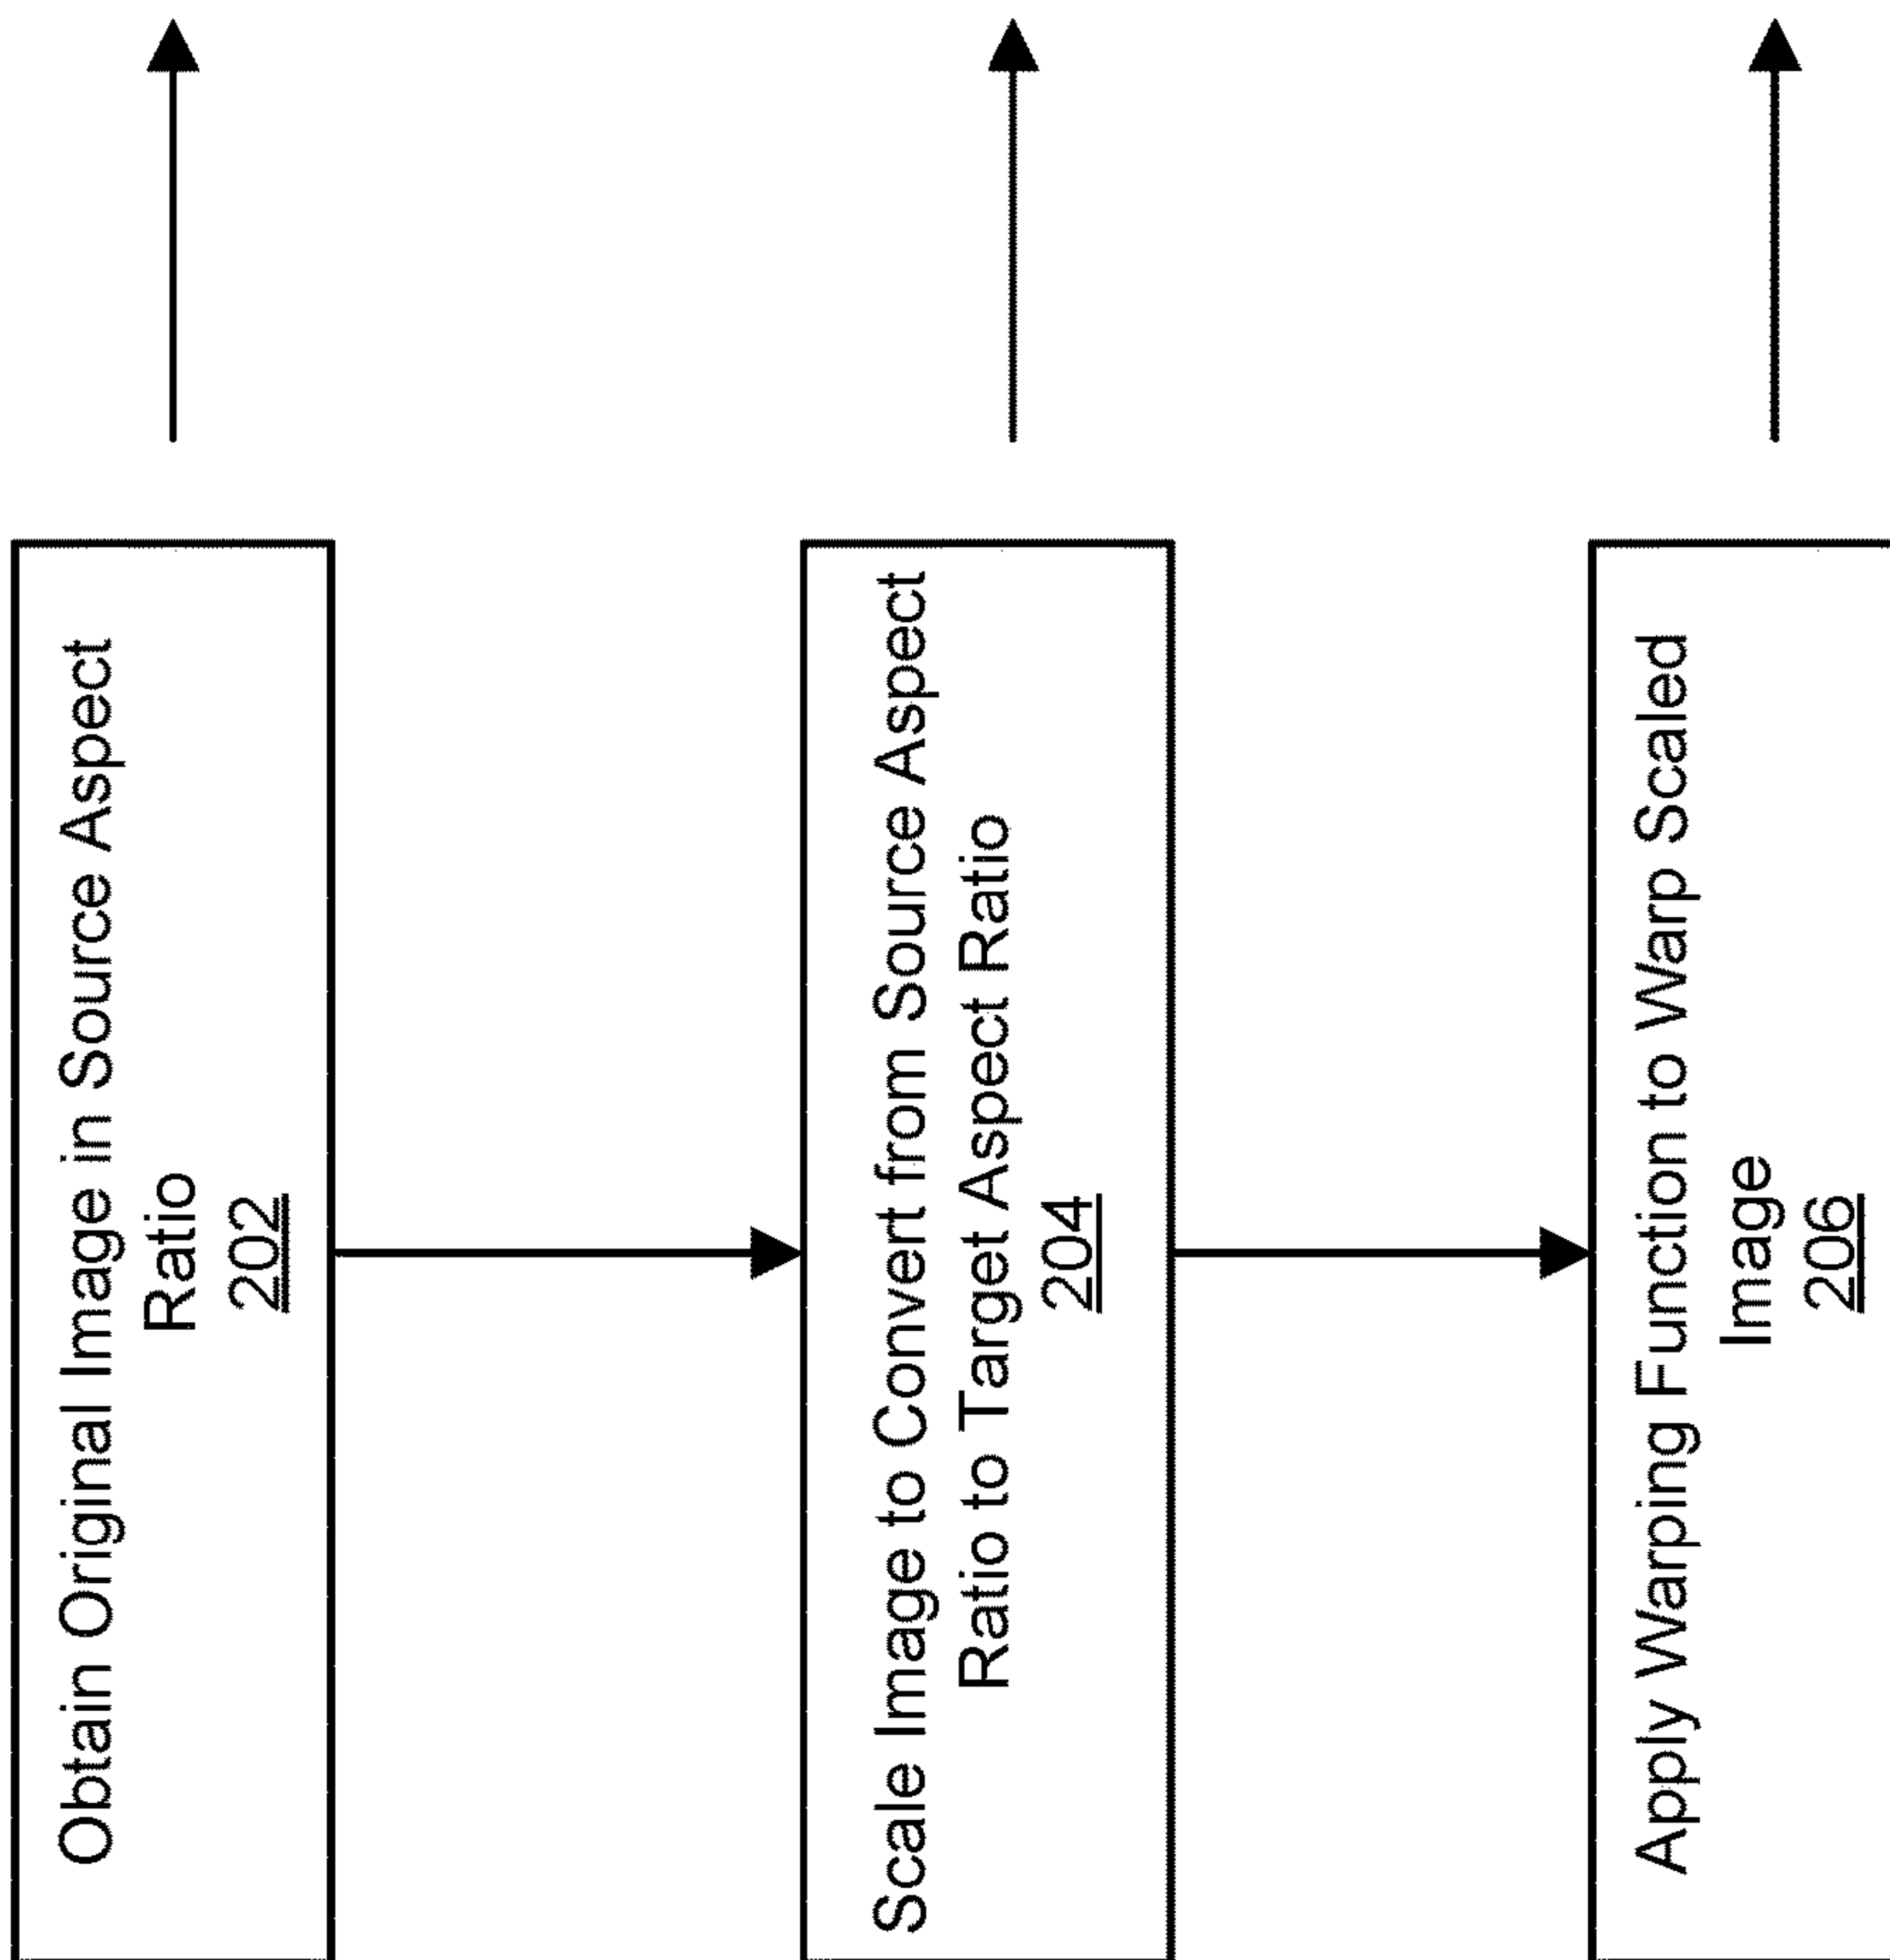 Obtain Original Image in Source Aspect
Ratio
202
Scale Image to Convert from Source Aspect
Ratio to Target Aspect Ratio
204
Apply Warping Function to Warp Scaled
Image
206